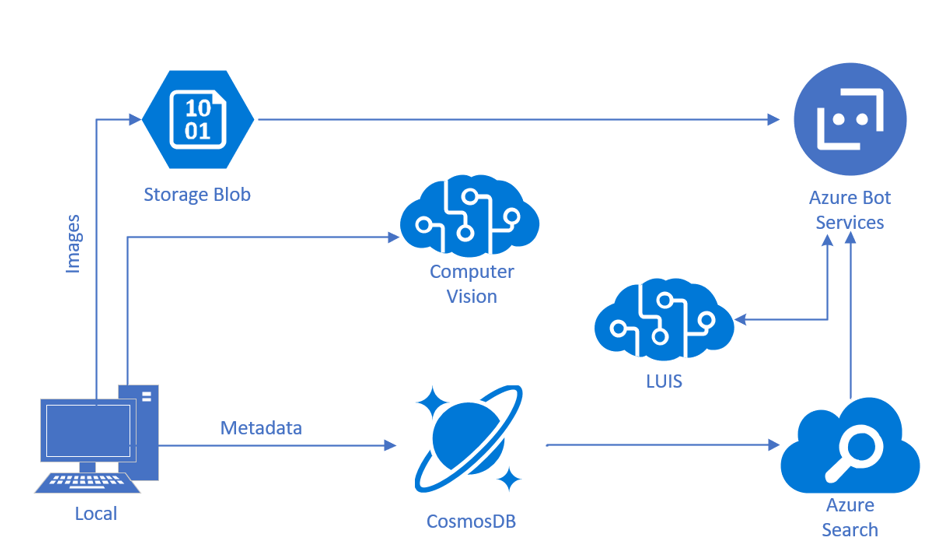 10
01
Storage Blob
Azure Bot
Services
Images
Computer
Vision
LUIS
Metadata
Local
CosmosDB
Azure
Search